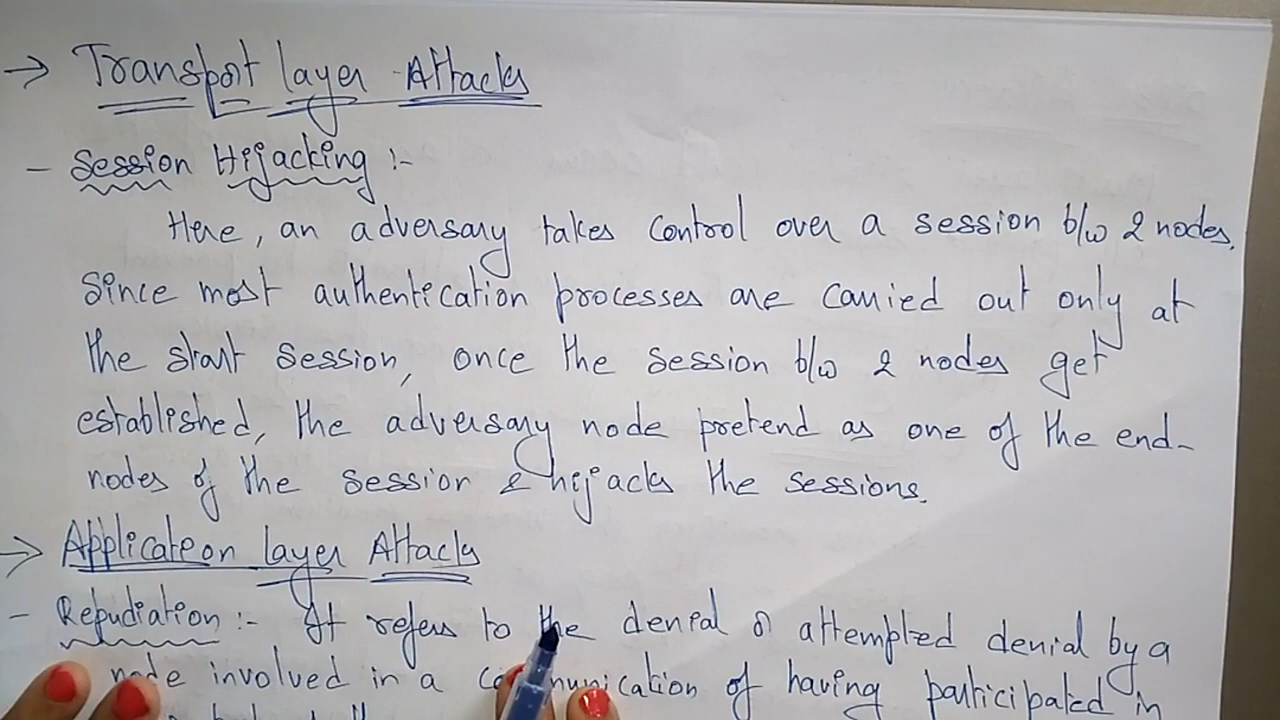 → Transport layer Attacks
- Session Hijacking :-
Here, an adversary takes control over a session b/w 2 nodes.
Since most authentication processes are carried out only at
the start session, once the session b/w 2 nodes get
established, the adversary node pretend as one of the end-
nodes of the session & hijacks the sessions.
→ Application layer Attacks
- Repudiation :- It refers to the denial or attempted denial by a
node involved in a communication of having participated in